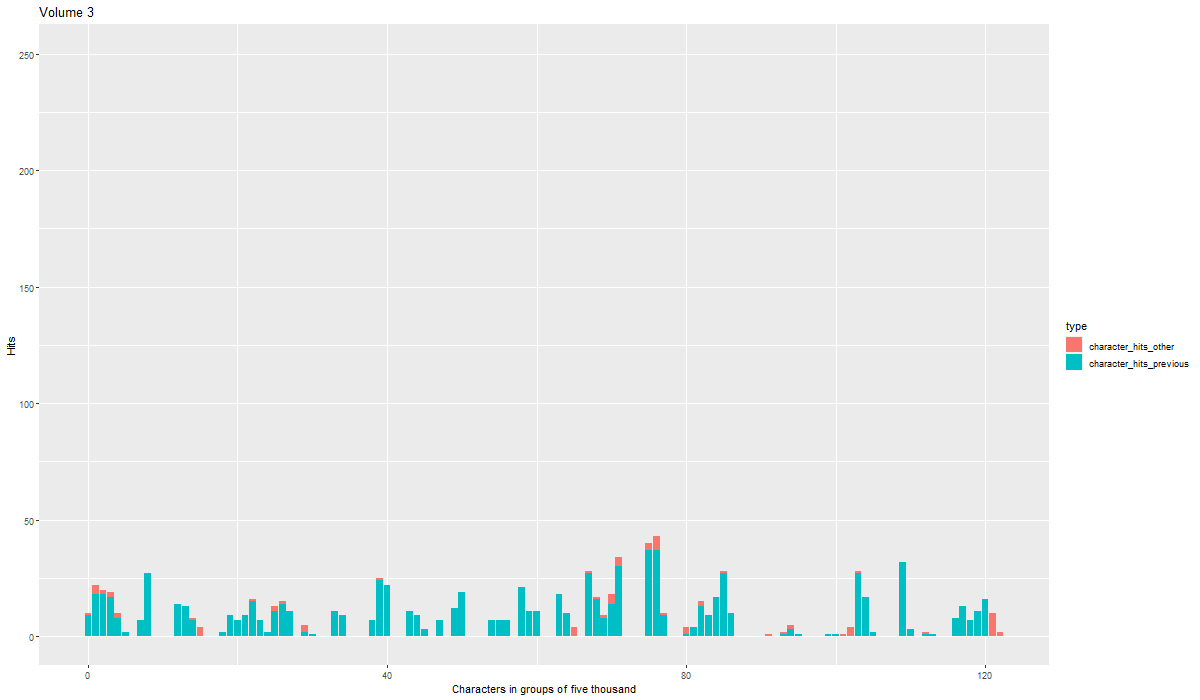 Volume 3
250
200
150
100
50
0
Hits
0 40 80 120
Characters in groups of five thousand
type
character_hits_other
character_hits_previous